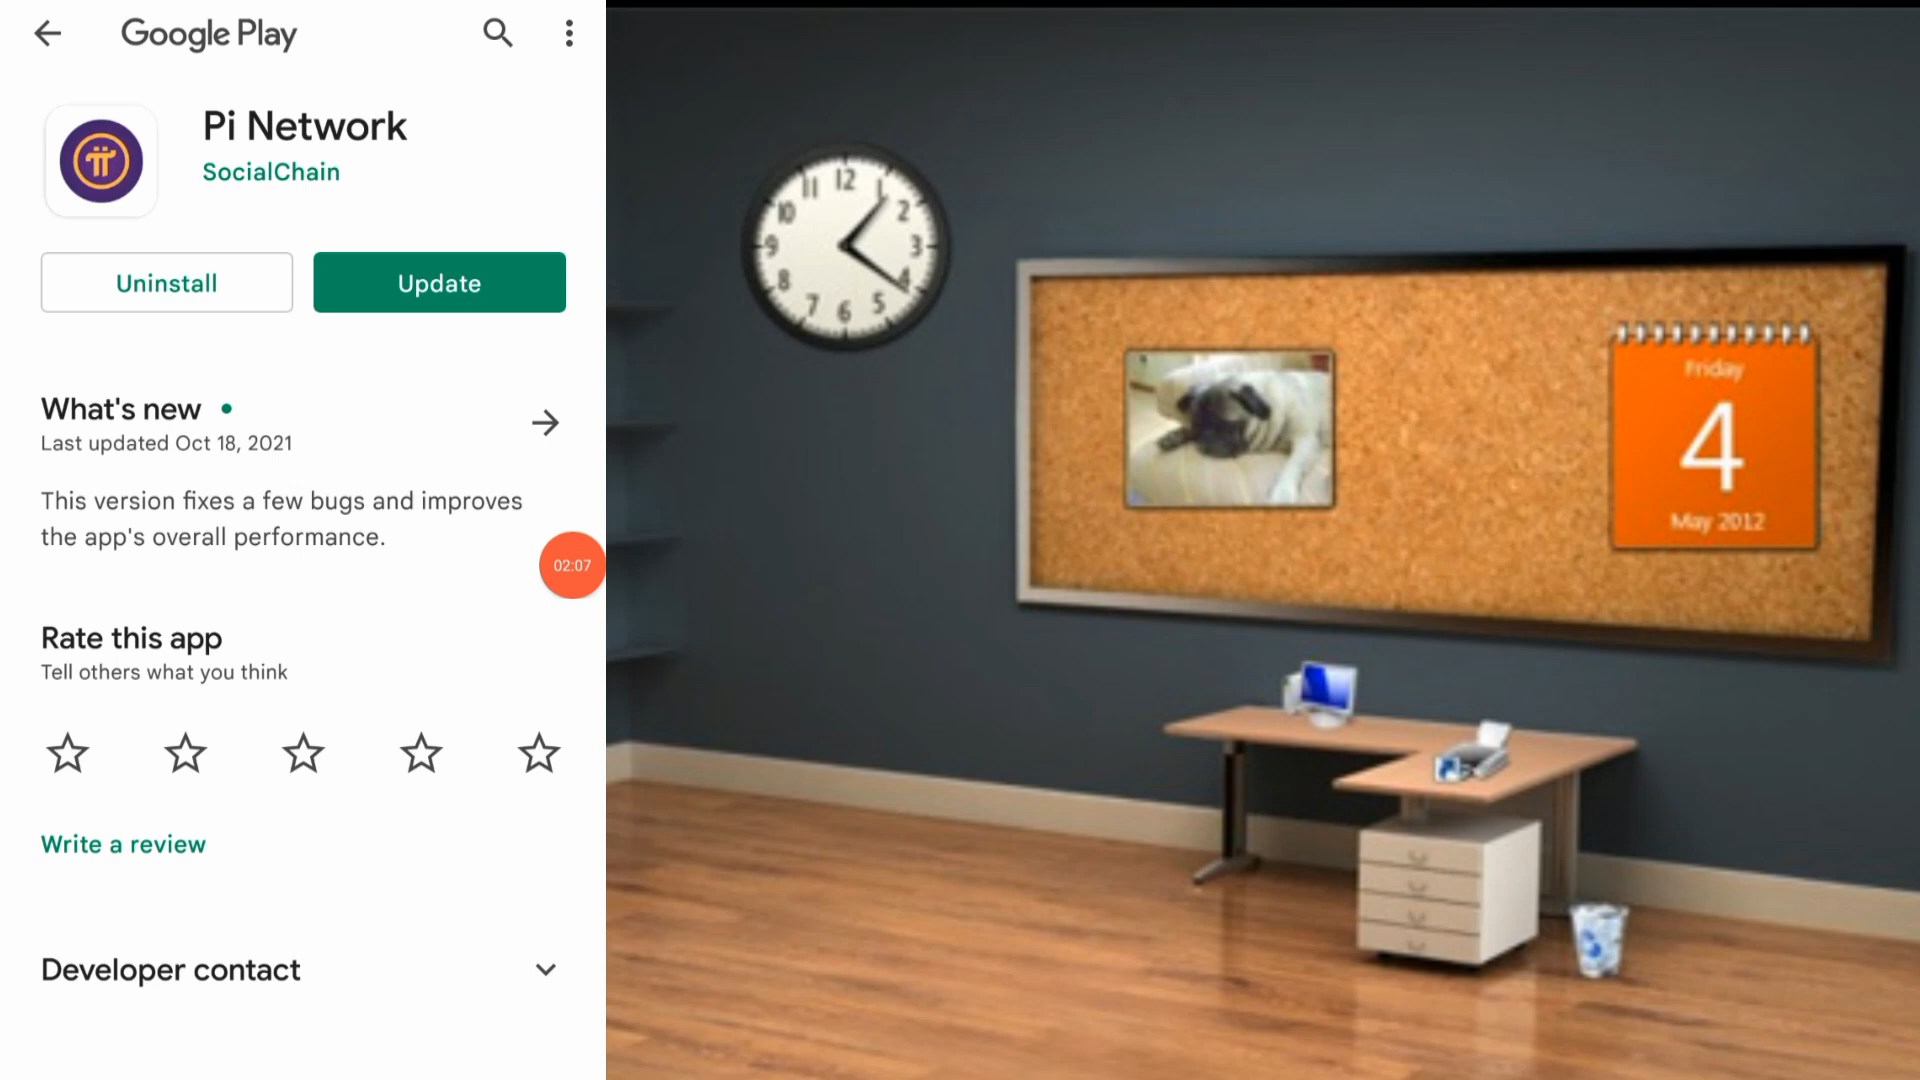 Google Play
Pi Network
SocialChain
Uninstall
Update
What's new
Last updated Oct 18, 2021
This version fixes a few bugs and improves
the app's overall performance.
02:07
Rate this app
Tell others what you think
Write a review
Developer contact
12
1
2
3
4
5
6
7
8
9
10
11
Friday
4
May 2012